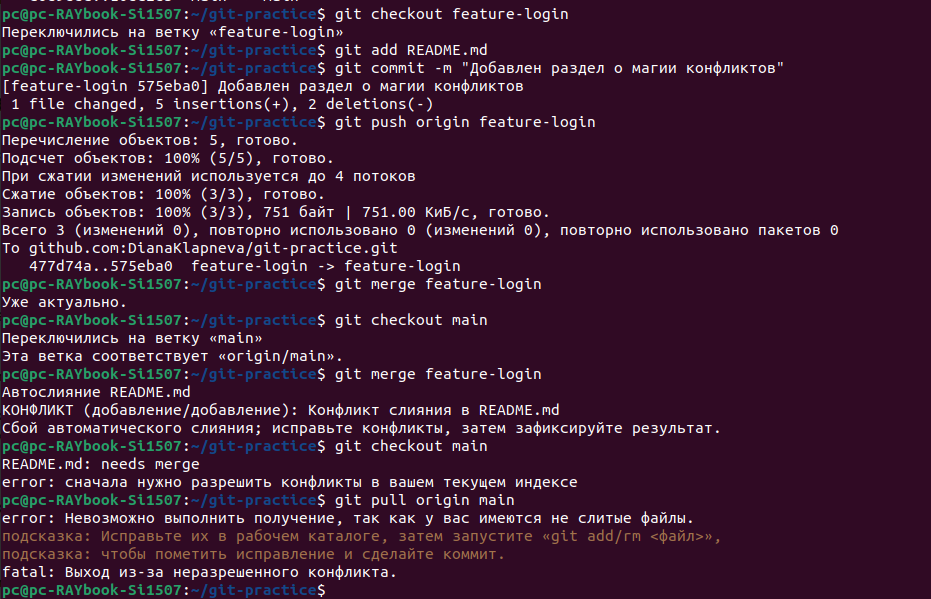 pc@pc-RAYbook-Si1507:~/git-practice$ git checkout feature-login
Переключились на ветку «feature-login»
pc@pc-RAYbook-Si1507:~/git-practice$ git add README.md
pc@pc-RAYbook-Si1507:~/git-practice$ git commit -m "Добавлен раздел о магии конфликтов"
[feature-login 575eba0] Добавлен раздел о магии конфликтов
 1 file changed, 5 insertions(+), 2 deletions(-)
pc@pc-RAYbook-Si1507:~/git-practice$ git push origin feature-login
Перечисление объектов: 5, готово.
Подсчет объектов: 100% (5/5), готово.
При сжатии изменений используется до 4 потоков
Сжатие объектов: 100% (3/3), готово.
Запись объектов: 100% (3/3), 751 байт | 751.00 КиБ/с, готово.
Всего 3 (изменений 0), повторно использовано 0 (изменений 0), повторно использовано пакетов 0
To github.com:DianaKlapneva/git-practice.git
   477d74a..575eba0  feature-login -> feature-login
pc@pc-RAYbook-Si1507:~/git-practice$ git merge feature-login
Уже актуально.
pc@pc-RAYbook-Si1507:~/git-practice$ git checkout main
Переключились на ветку «main»
Эта ветка соответствует «origin/main».
pc@pc-RAYbook-Si1507:~/git-practice$ git merge feature-login
Автослияние README.md
КОНФЛИКТ (добавление/добавление): Конфликт слияния в README.md
Сбой автоматического слияния; исправьте конфликты, затем зафиксируйте результат.
pc@pc-RAYbook-Si1507:~/git-practice$ git checkout main
README.md: needs merge
error: сначала нужно разрешить конфликты в вашем текущем индексе
pc@pc-RAYbook-Si1507:~/git-practice$ git pull origin main
error: Невозможно выполнить получение, так как у вас имеются не слитые файлы.
подсказка: Исправьте их в рабочем каталоге, затем запустите «git add/rm <файл>»,
подсказка: чтобы пометить исправление и сделайте коммит.
fatal: Выход из-за неразрешенного конфликта.
pc@pc-RAYbook-Si1507:~/git-practice$